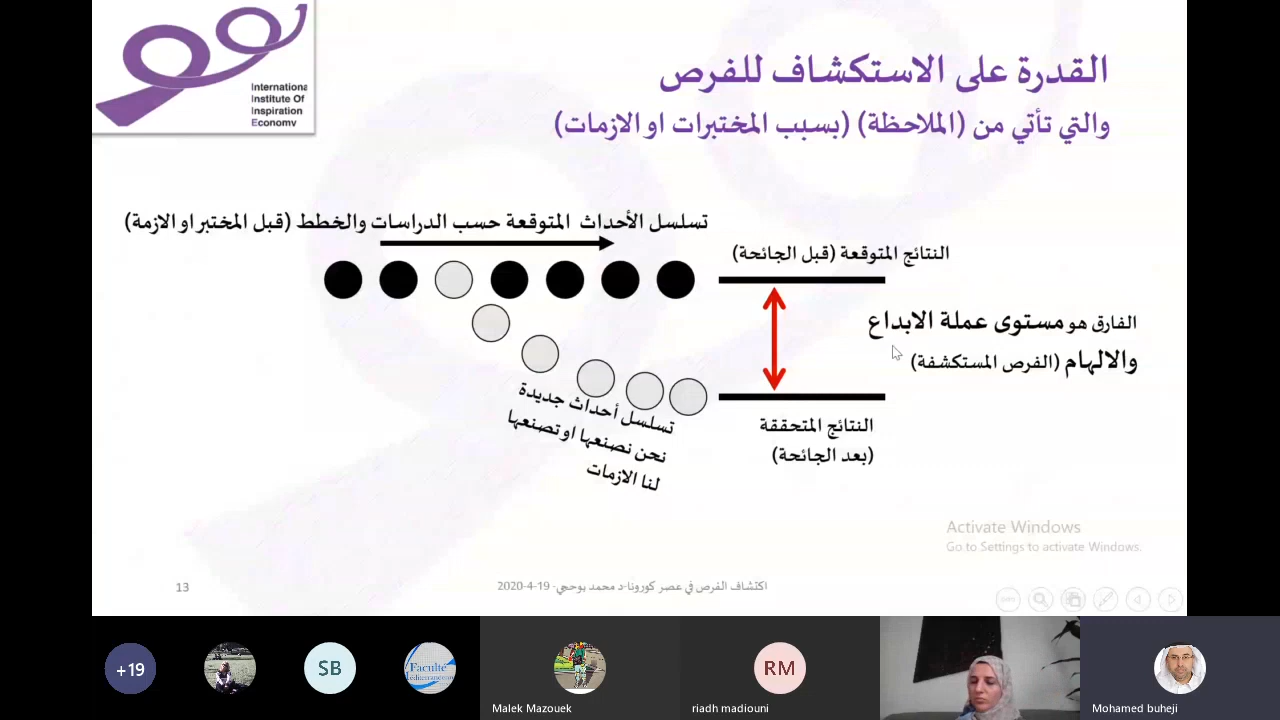 International
Institute Of
Inspiration
Economy
القدرة على الاستكشاف للفرص
والتي تأتي من (الملاحظة) (بسبب المختبرات او الازمات)
تسلسل الأحداث المتوقعة حسب الدراسات والخطط (قبل المختبر او الازمة)
النتائج المتوقعة (قبل الجائحة)
الفارق هو مستوى عملة الابداع
والالهام (الفرص المستكشفة)
تسلسل أحداث جديدة
نحن نصنعها او تصنعها
لنا الازمات
النتائج المتحققة
(بعد الجائحة)
Activate Windows
Go to Settings to activate Windows.
13
اكتشاف الفرص في عصر كورونا-د محمد بوحجي- 19-4-2020
+19
SB
Faculté
Méditerranéenne
RM
Malek Mazouek
riadh madiouni
Mohamed buheji